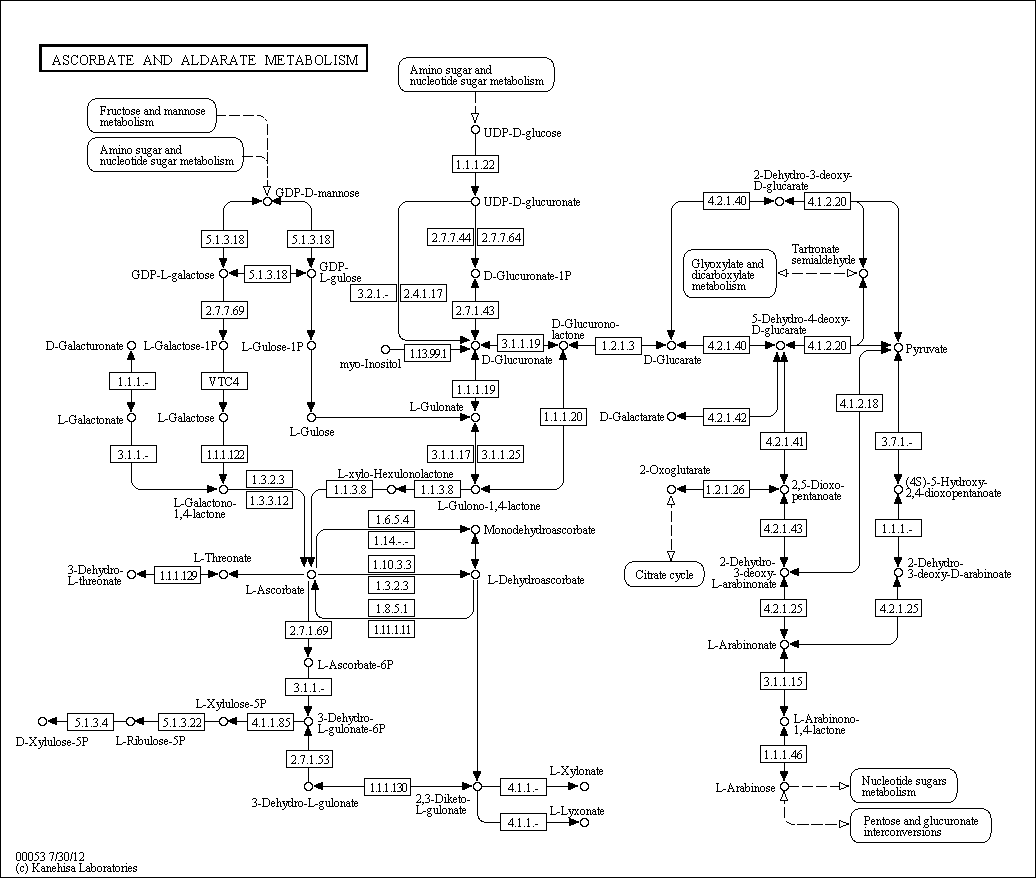 ASCORBATE AND ALDARATE METABOLISM
Amino sugar and
nucleotide sugar metabolism
Fructose and mannose
metabolism
Amino sugar and
nucleotide sugar metabolism
UDP-D-glucose
1.1.1.22
GDP-D-mannose
UDP-D-glucuronate
2-Dehydro-3-deoxy-
D-glucarate
4.2.1.40
4.1.2.20
5.1.3.18
5.1.3.18
2.7.7.44
2.7.7.64
Tartronate
semialdehyde
Glyoxylate and
dicarboxylate
metabolism
GDP-L-galactose
5.1.3.18
GDP-
L-gulose
D-Glucuronate-1P
3.2.1.-
2.4.1.17
2.7.7.69
2.7.1.43
D-Glucurono-
lactone
5-Dehydro-4-deoxy-
D-glucarate
D-Galacturonate
L-Galactose-1P
L-Gulose-1P
myo-Inositol
1.13.99.1
D-Glucuronate
3.1.1.19
1.2.1.3
D-Glucarate
4.2.1.40
4.1.2.20
Pyruvate
1.1.1.-
VTC4
1.1.1.19
L-Galactonate
L-Galactose
L-Gulose
L-Gulonate
1.1.1.20
D-Galactarate
4.2.1.42
4.1.2.18
3.1.1.-
1.1.1.122
3.1.1.17
3.1.1.25
4.2.1.41
3.7.1.-
L-Galactono-
1,4-lactone
1.3.2.3
1.3.3.12
L-xylo-Hexulonolactone
1.1.3.8
1.1.3.8
L-Gulono-1,4-lactone
2-Oxoglutarate
1.2.1.26
2,5-Dioxo-
pentanoate
(4S)-5-Hydroxy-
2,4-dioxopentanoate
1.6.5.4
1.14.-.-
Monodehydroascorbate
4.2.1.43
1.1.1.-
3-Dehydro-
L-threonate
1.1.1.129
L-Threonate
L-Ascorbate
1.10.3.3
1.3.2.3
L-Dehydroascorbate
1.8.5.1
1.11.1.11
Citrate cycle
2-Dehydro-
3-deoxy-
L-arabinonate
2-Dehydro-
3-deoxy-D-arabinoate
4.2.1.25
4.2.1.25
2.7.1.69
L-Arabinonate
L-Ascorbate-6P
3.1.1.-
3.1.1.15
L-Xylulose-5P
D-Xylulose-5P
5.1.3.4
L-Ribulose-5P
5.1.3.22
4.1.1.85
3-Dehydro-
L-gulonate-6P
L-Arabinono-
1,4-lactone
2.7.1.53
1.1.1.46
3-Dehydro-L-gulonate
1.1.1.130
2,3-Diketo-
L-gulonate
4.1.1.-
L-Xylonate
4.1.1.-
L-Lyxonate
L-Arabinose
Nucleotide sugars
metabolism
Pentose and glucuronate
interconversions
00053 7/30/12
(c) Kanehisa Laboratories